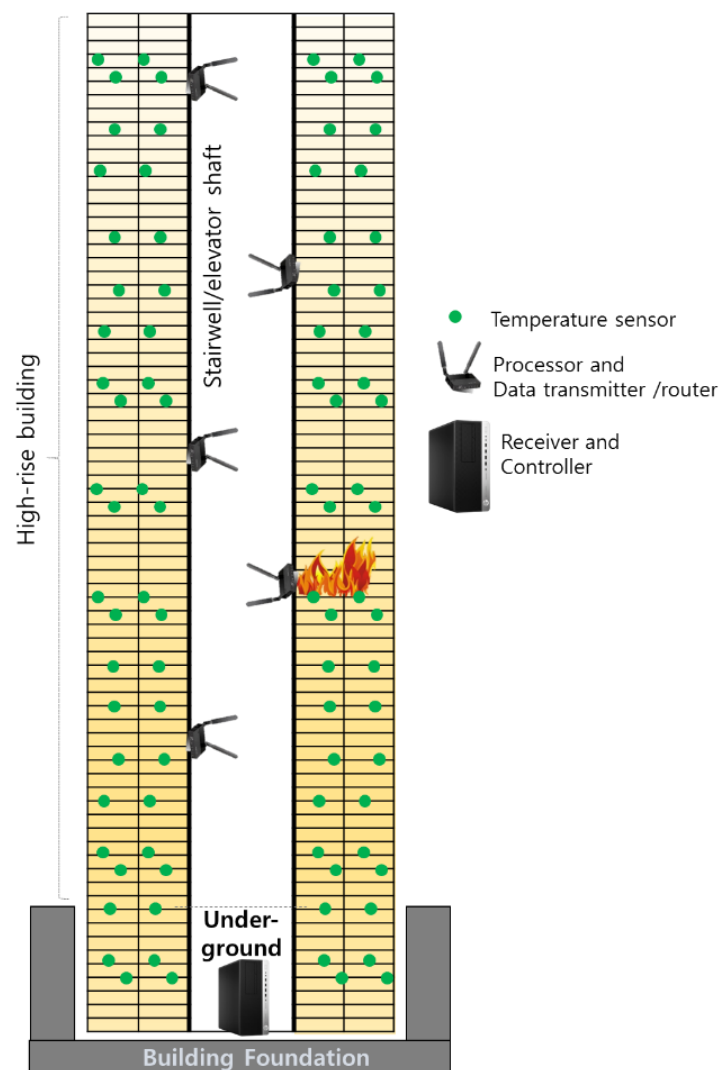 High-rise building
Stairwell/elevator shaft
Temperature sensor
Processor and
Data transmitter /router
Receiver and
Controller
Under-
ground
Building Foundation